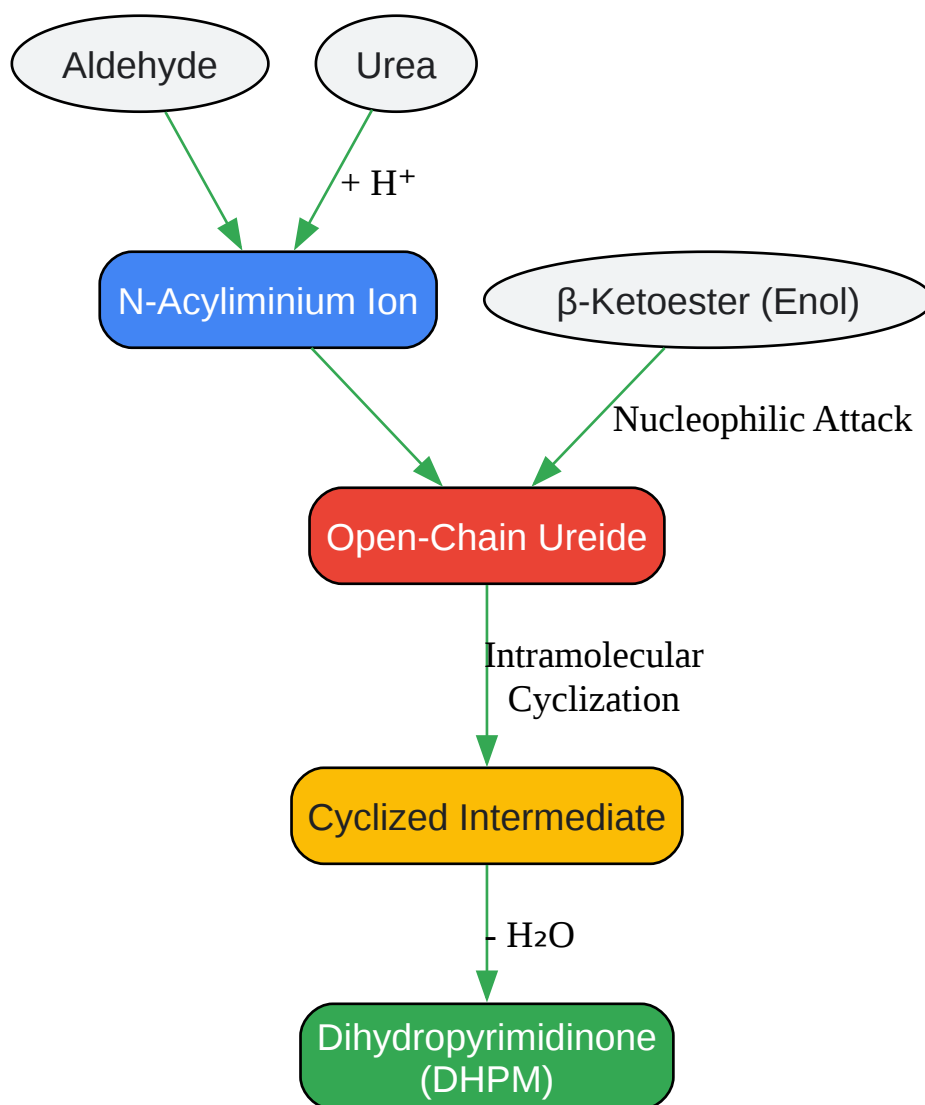 Aldehyde
Urea
+ H⁺
N-Acyliminium Ion
β-Ketoester (Enol)
Nucleophilic Attack
Open-Chain Ureide
Intramolecular
Cyclization
Cyclized Intermediate
- H₂O
Dihydropyrimidinone
(DHPM)